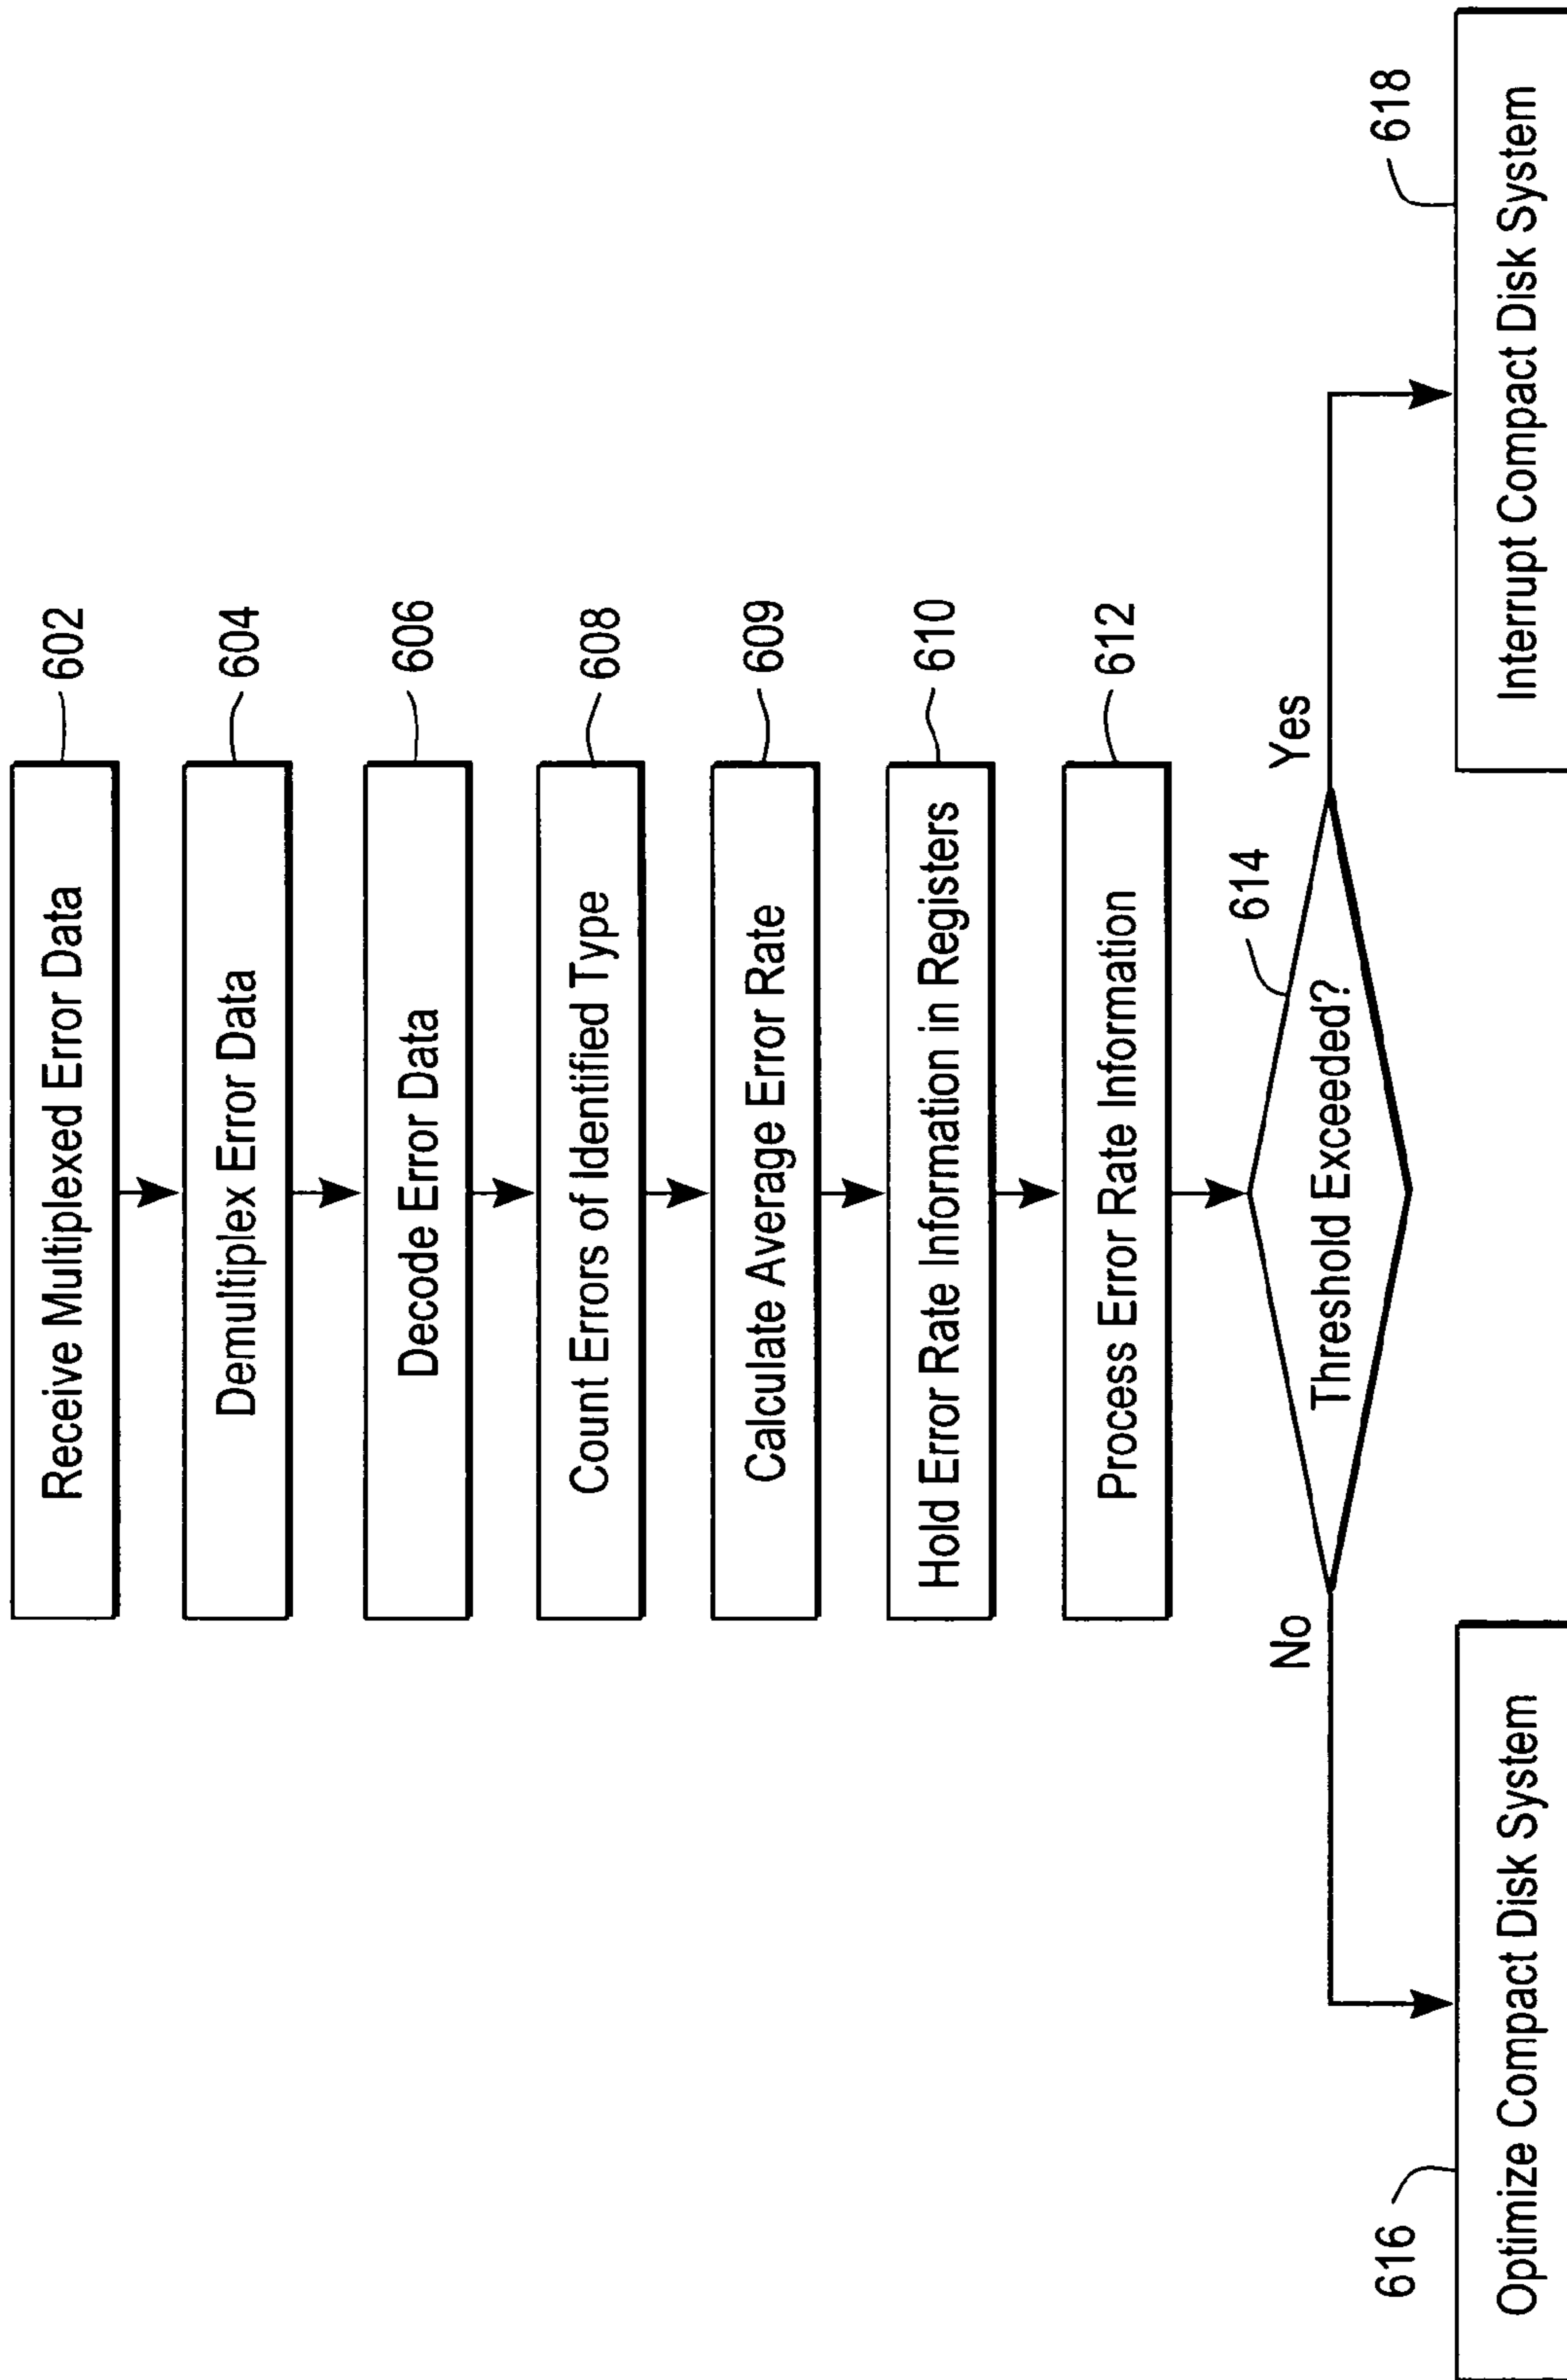 Receive Multiplexed Error Data
602
Demultiplex Error Data
604
Decode Error Data
606
Count Errors of Identified Type
608
Calculate Average Error Rate
609
Hold Error Rate Information in Registers
610
Process Error Rate Information
612
614
Threshold Exceeded?
No
Yes
616
Optimize Compact Disk System
618
Interrupt Compact Disk System